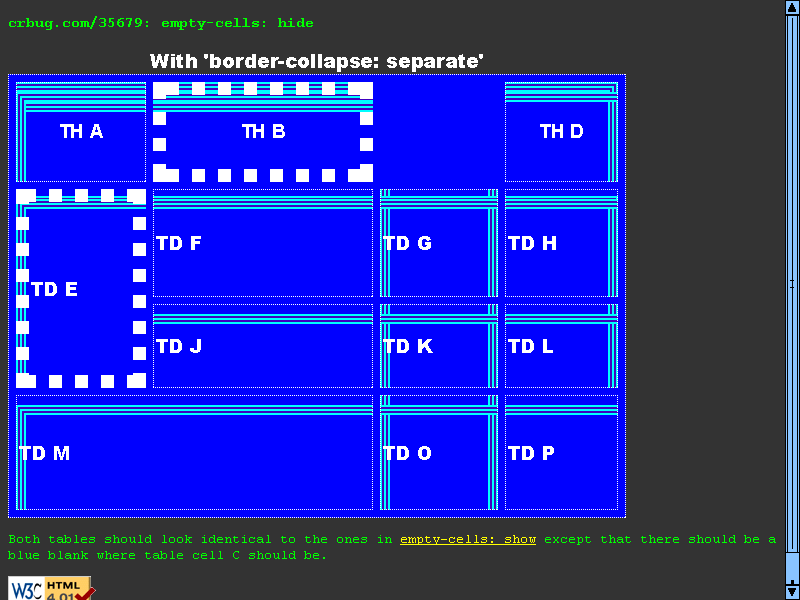 crbug.com/35679: empty-cells: hide
With 'border-collapse: separate'
TH A TH B TH D
TD F TD G TD H
TD E
TD J TD K TD L
TD M TD O TD P
Both tables should look identical to the ones in empty-cells: show except that there should be a
blue blank where table cell C should be.
W3C HTML
4.01